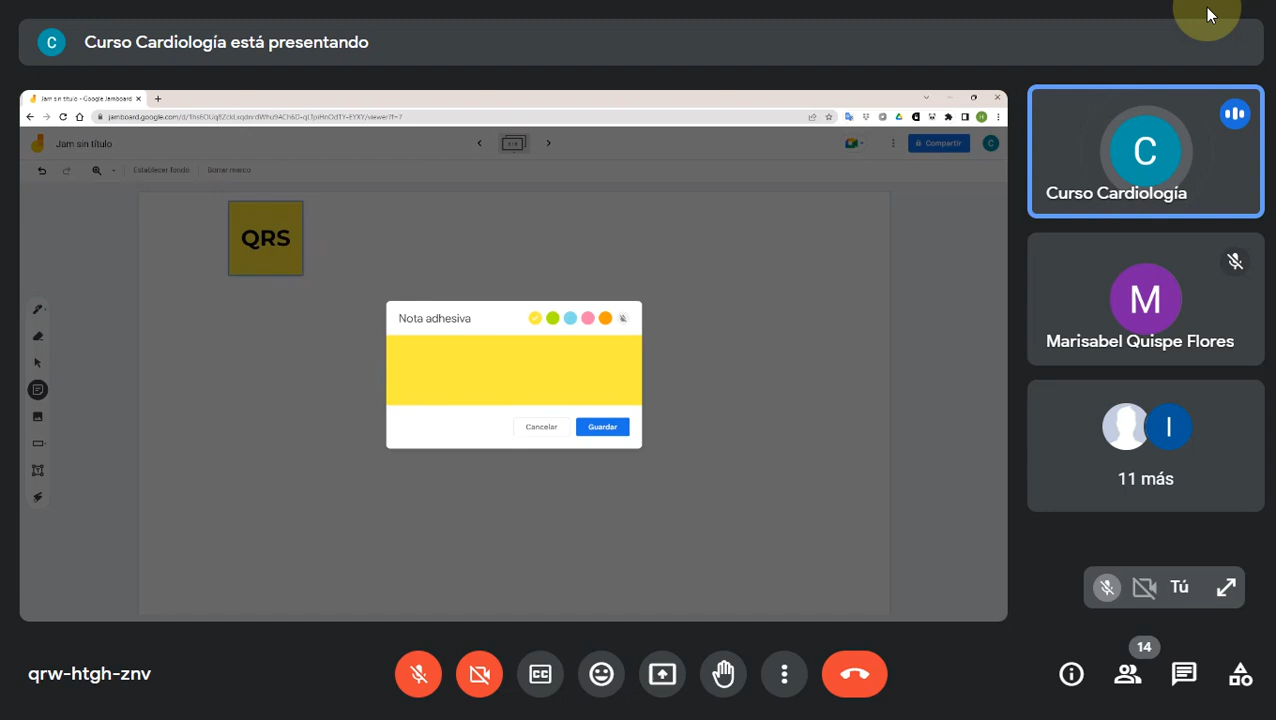 C
Curso Cardiología está presentando
Jam sin título - Google Jamboard
Jam sin título
Compartir
C
Establecer fondo
Borrar marco
QRS
Nota adhesiva
Cancelar
Guardar
C
Curso Cardiología
M
Marisabel Quispe Flores
I
11 más
Tú
qrw-htgh-znv
CC
14